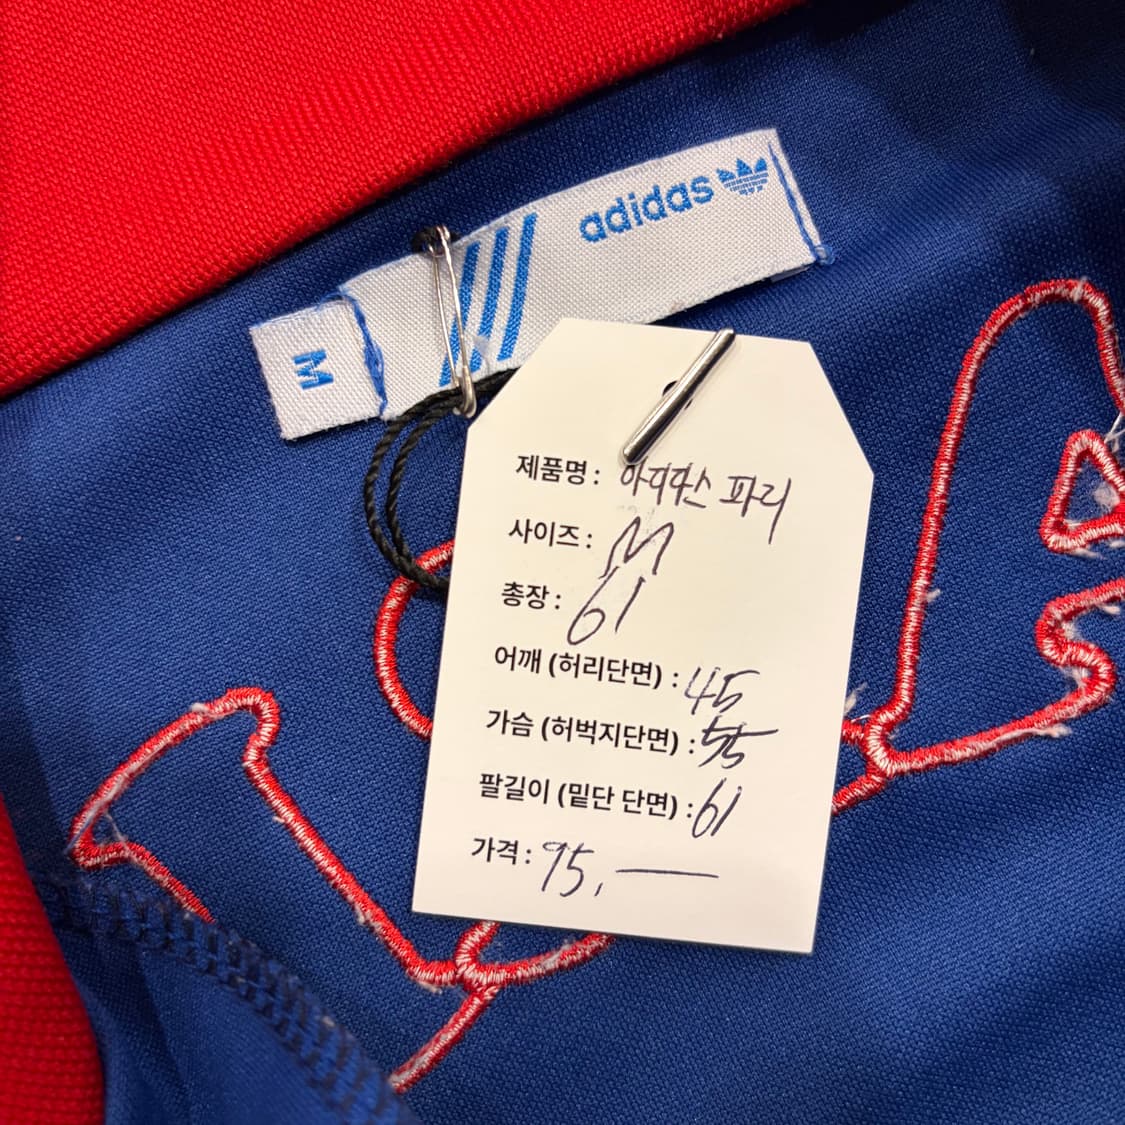 adidas
M
제품명 : 아디다스 파리
사이즈 : M
총장 : 61
어깨 (허리단면) : 45
가슴 (허벅지단면) : 55
팔길이 (밑단 단면) : 61
가격 : 95,—